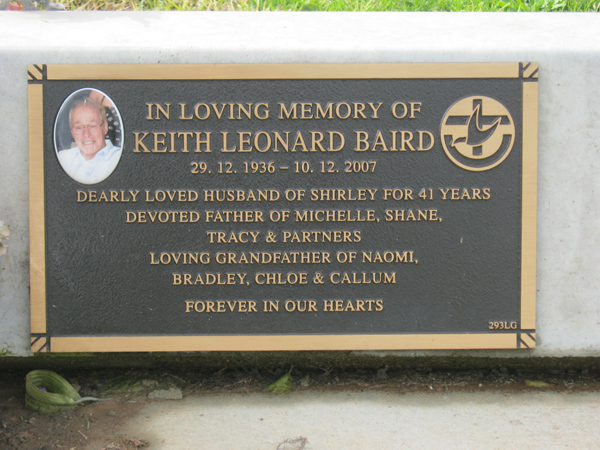 IN LOVING MEMORY OF
KEITH LEONARD BAIRD
29. 12. 1936 – 10. 12. 2007
DEARLY LOVED HUSBAND OF SHIRLEY FOR 41 YEARS
DEVOTED FATHER OF MICHELLE, SHANE,
TRACY & PARTNERS
LOVING GRANDFATHER OF NAOMI,
BRADLEY, CHLOE & CALLUM
FOREVER IN OUR HEARTS
293LG